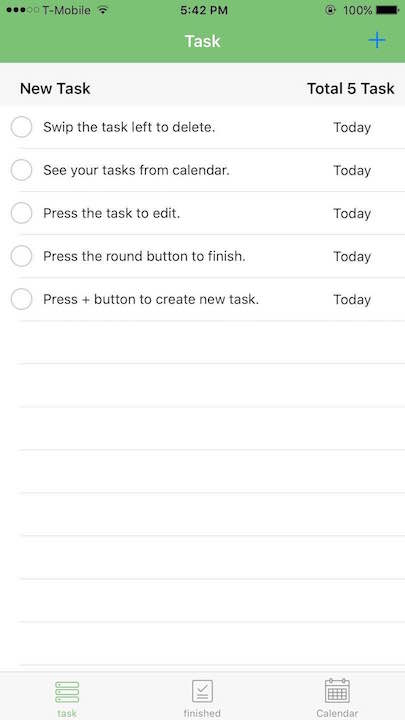 T-Mobile 5:42 PM 100%
Task +
New Task Total 5 Task
Swip the task left to delete. Today
See your tasks from calendar. Today
Press the task to edit. Today
Press the round button to finish. Today
Press + button to create new task. Today
task finished Calendar